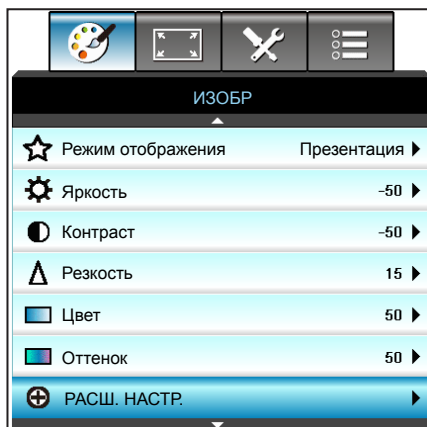 ИЗОБР
Режим отображения Презентация
Яркость -50
Контраст -50
Резкость 15
Цвет 50
Оттенок 50
РАСШ. НАСТР.